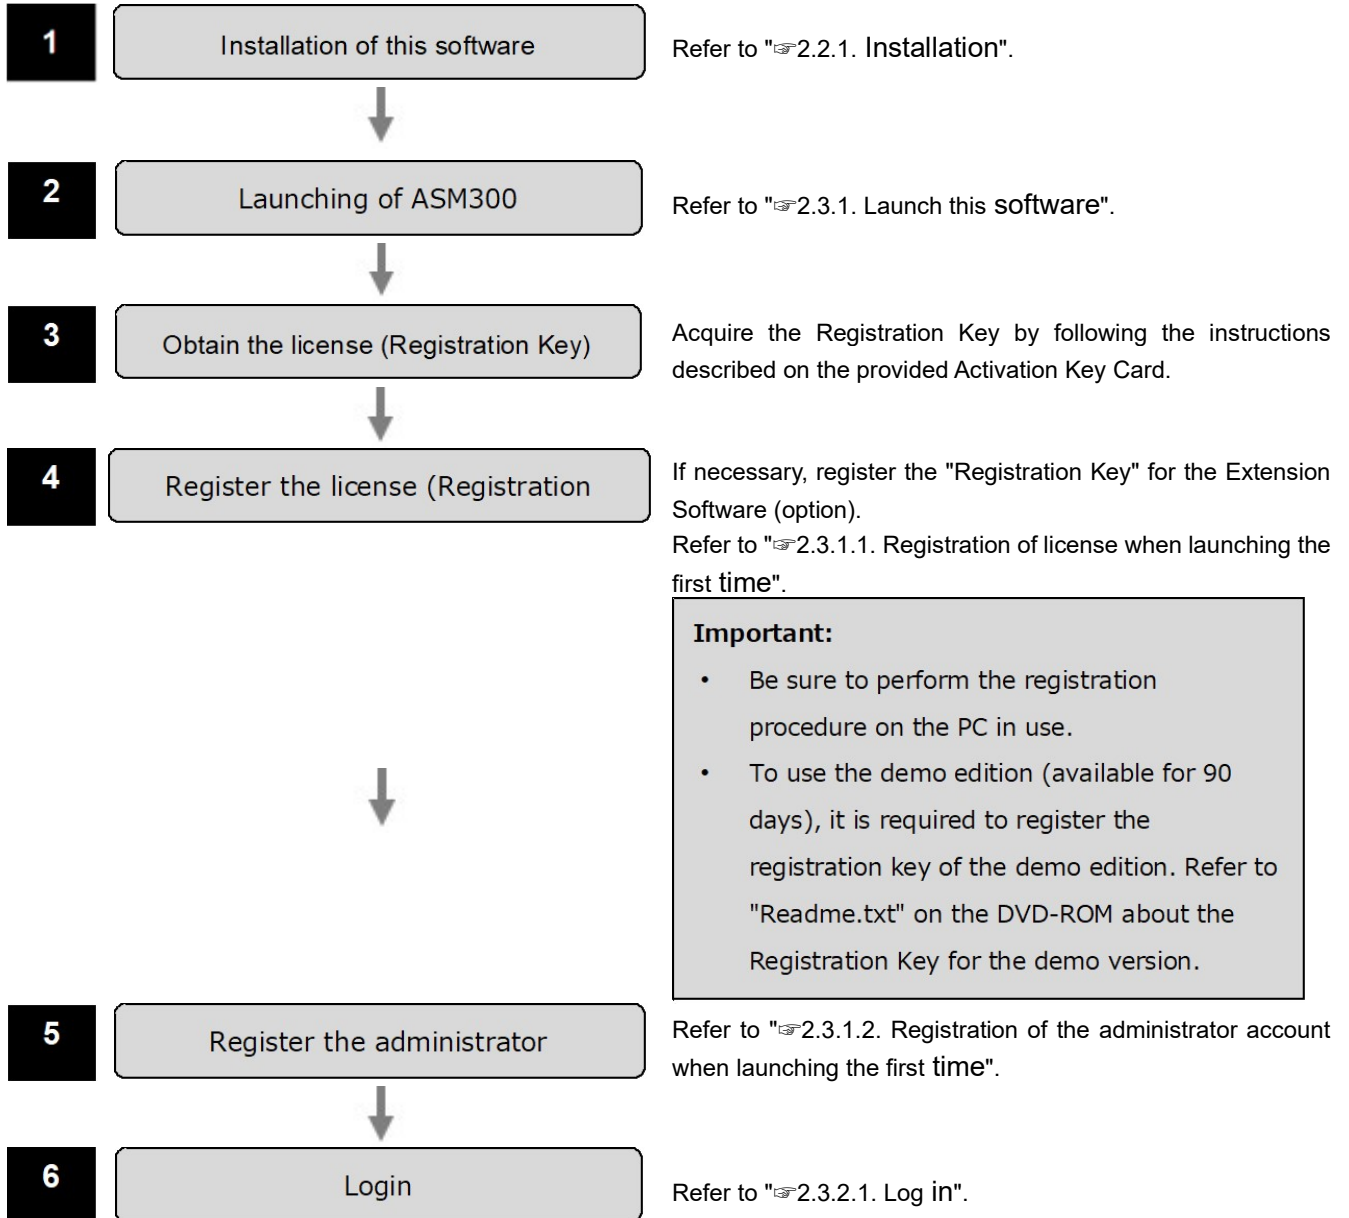 1
Installation of this software
Refer to "☞2.2.1. Installation".
2
Launching of ASM300
Refer to "☞2.3.1. Launch this software".
3
Obtain the license (Registration Key)
Acquire the Registration Key by following the instructions
described on the provided Activation Key Card.
4
Register the license (Registration
If necessary, register the "Registration Key" for the Extension
Software (option).
Refer to "☞2.3.1.1. Registration of license when launching the
first time".
Important:
• Be sure to perform the registration
procedure on the PC in use.
• To use the demo edition (available for 90
days), it is required to register the
registration key of the demo edition. Refer to
"Readme.txt" on the DVD-ROM about the
Registration Key for the demo version.
5
Register the administrator
Refer to "☞2.3.1.2. Registration of the administrator account
when launching the first time".
6
Login
Refer to "☞2.3.2.1. Log in".